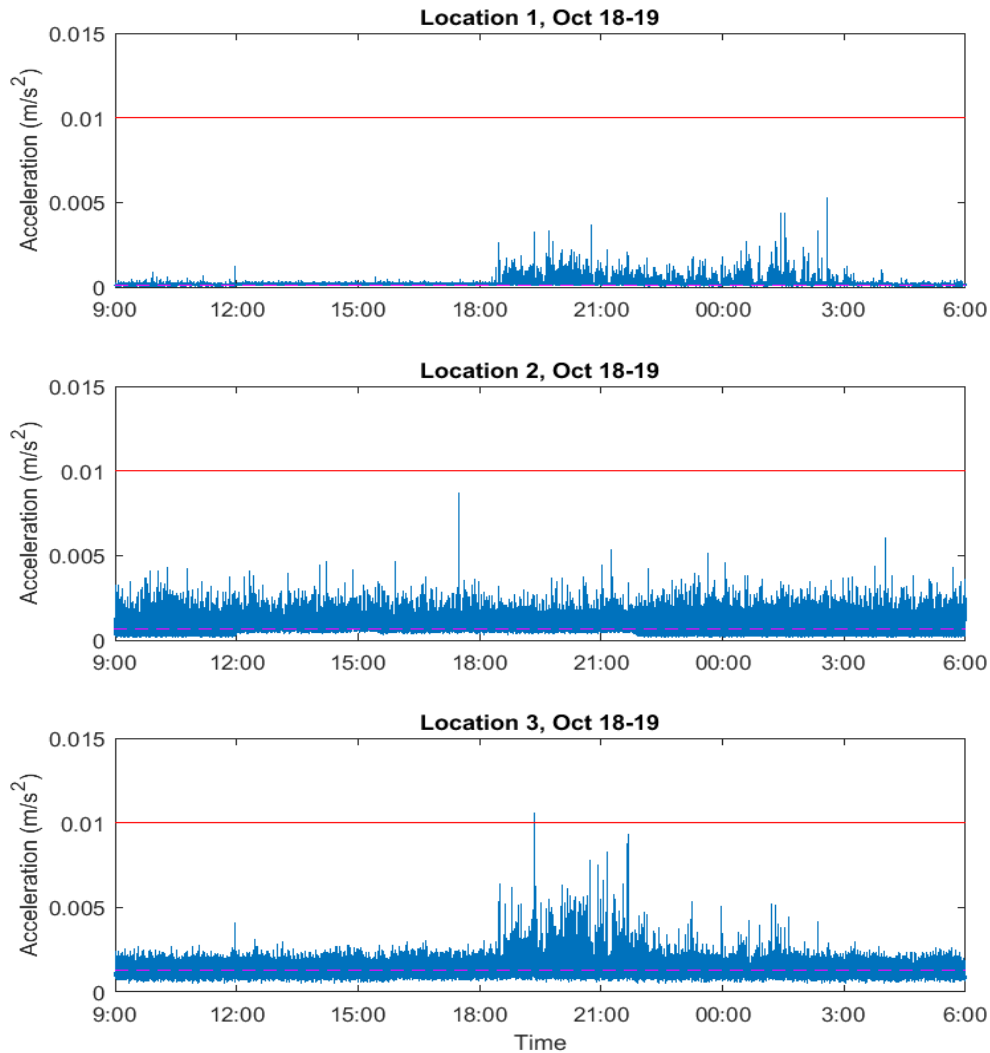 Location 1, Oct 18-19
Acceleration (m/s²)
0.015
0.01
0.005
0
9:00 12:00 15:00 18:00 21:00 00:00 3:00 6:00
Location 2, Oct 18-19
Acceleration (m/s²)
0.015
0.01
0.005
0
9:00 12:00 15:00 18:00 21:00 00:00 3:00 6:00
Location 3, Oct 18-19
Acceleration (m/s²)
0.015
0.01
0.005
0
9:00 12:00 15:00 18:00 21:00 00:00 3:00 6:00
Time